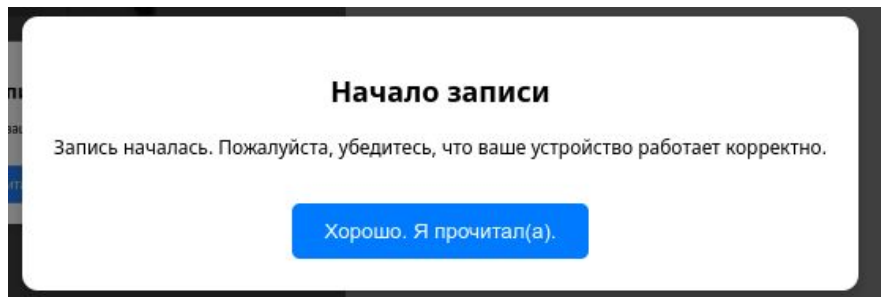 Начало записи
Запись началась. Пожалуйста, убедитесь, что ваше устройство работает корректно.
Хорошо. Я прочитал(а).